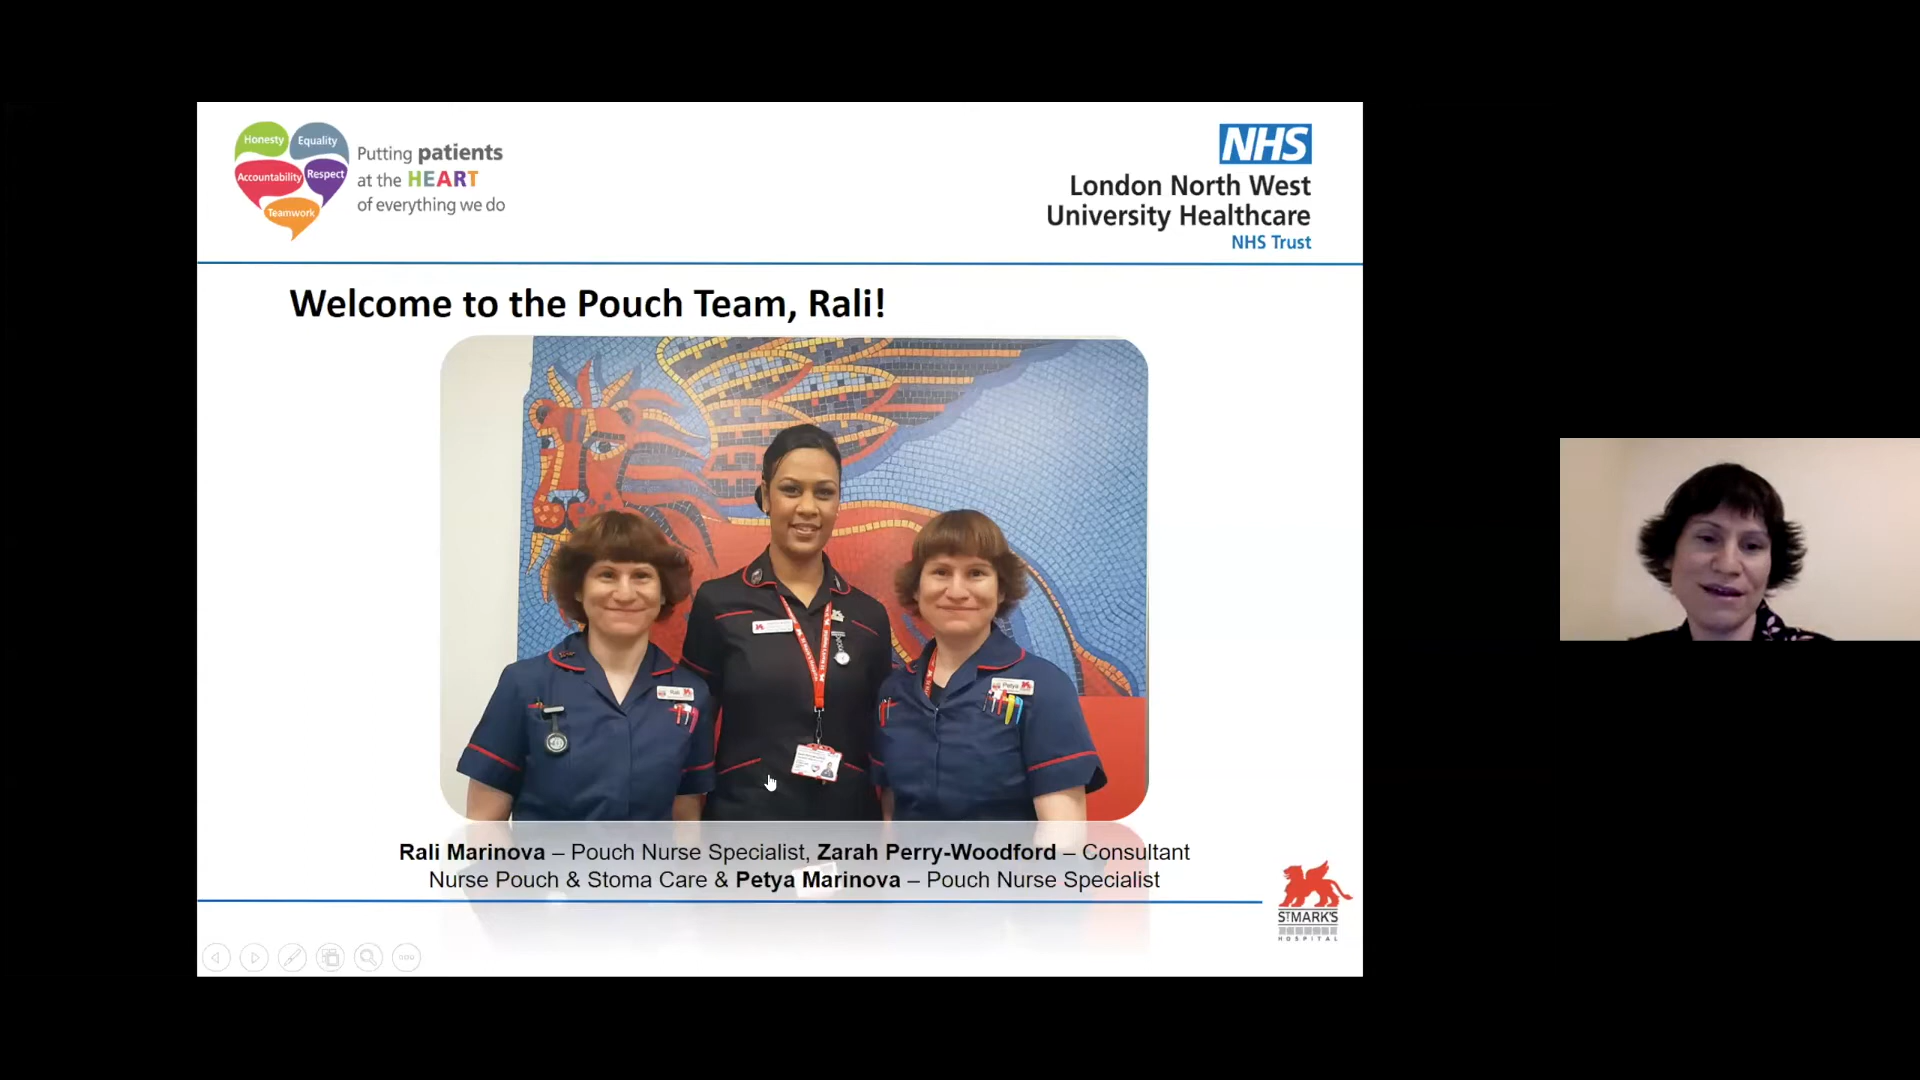 Honesty
Equality
Accountability
Respect
Teamwork
Putting patients
at the HEART
of everything we do
NHS
London North West
University Healthcare
NHS Trust
Welcome to the Pouch Team, Rali!
Rali
Petya
Rali Marinova – Pouch Nurse Specialist, Zarah Perry-Woodford – Consultant
Nurse Pouch & Stoma Care & Petya Marinova – Pouch Nurse Specialist
ST MARK'S
HOSPITAL